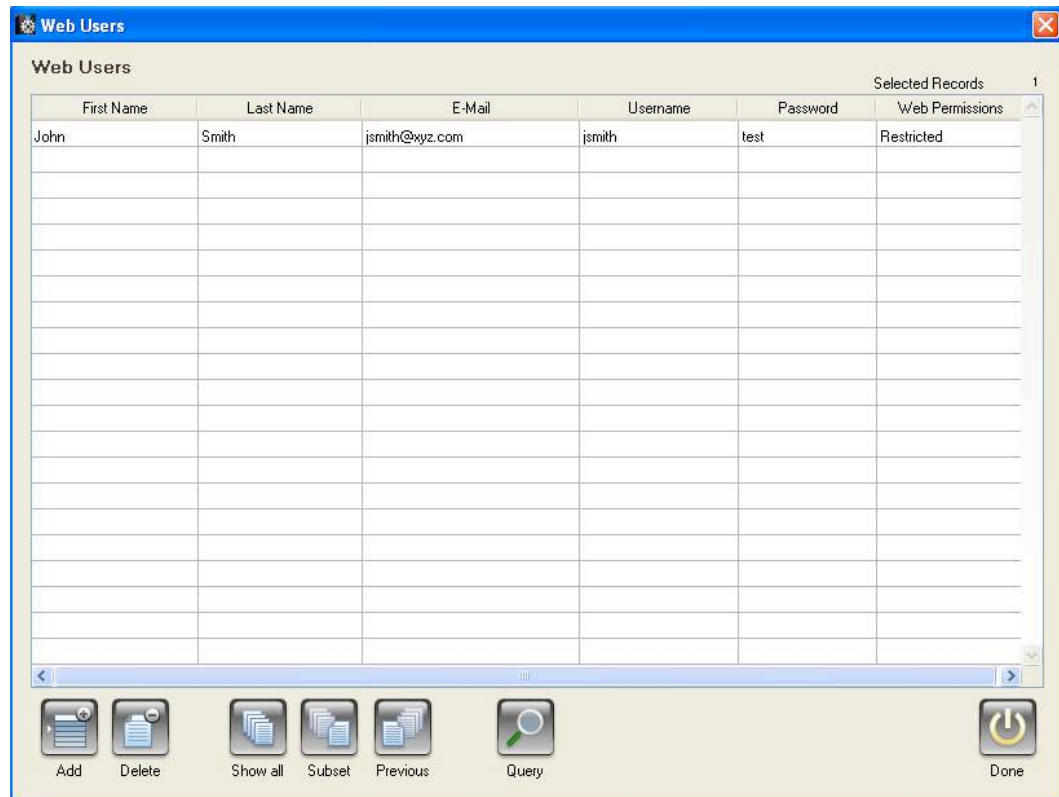 Web Users
Web Users
Selected Records 1
First Name Last Name E-Mail Username Password Web Permissions
John Smith jsmith@xyz.com jsmith test Restricted
Add Delete Show all Subset Previous Query Done